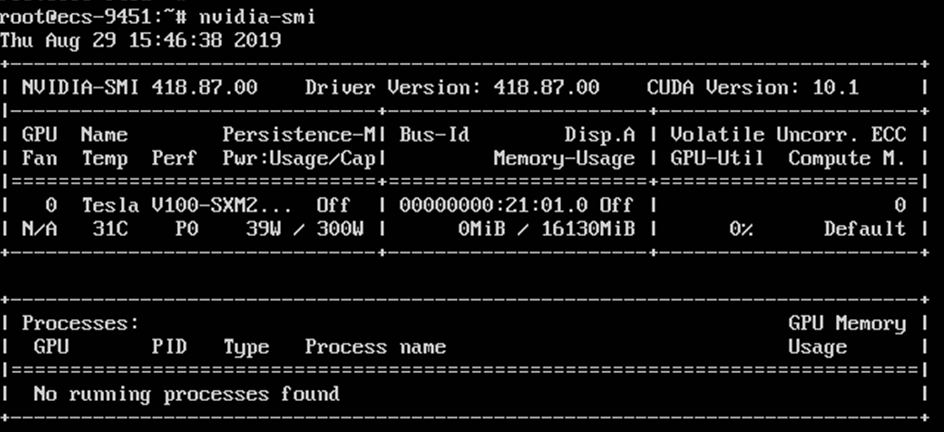 root@ecs-9451:~# nvidia-smi
Thu Aug 29 15:46:38 2019
+-----------------------------------------------------------------------------+
| NVIDIA-SMI 418.87.00    Driver Version: 418.87.00    CUDA Version: 10.1     |
|-------------------------------+----------------------+----------------------+
| GPU  Name        Persistence-M| Bus-Id        Disp.A | Volatile Uncorr. ECC |
| Fan  Temp  Perf  Pwr:Usage/Cap|         Memory-Usage | GPU-Util  Compute M. |
|===============================+======================+======================|
|   0  Tesla V100-SXM2...  Off  | 00000000:21:01.0 Off |                    0 |
| N/A   31C    P0    39W / 300W |      0MiB / 16130MiB |      0%      Default |
+-------------------------------+----------------------+----------------------+
+-----------------------------------------------------------------------------+
| Processes:                                                       GPU Memory |
|  GPU       PID   Type   Process name                             Usage      |
|=============================================================================|
|  No running processes found                                                 |
+-----------------------------------------------------------------------------+